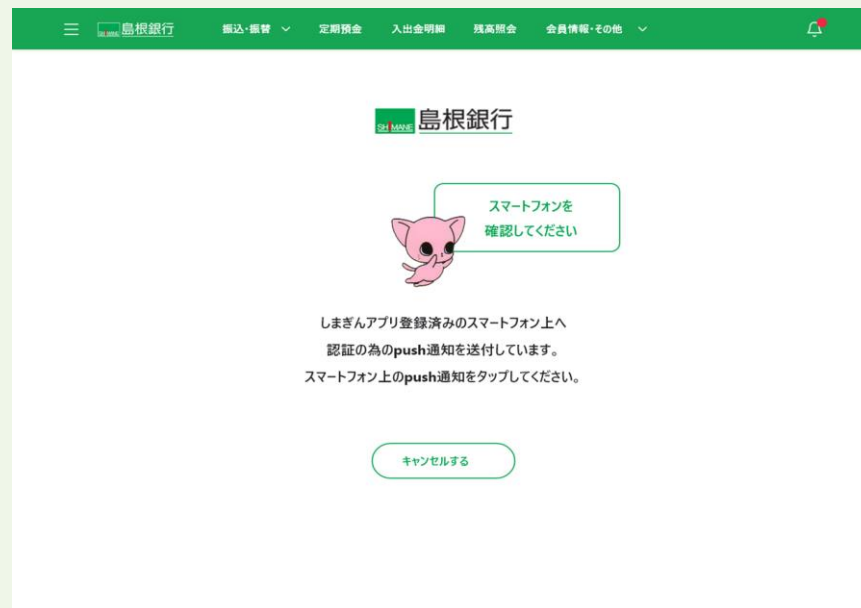 SHIMANE 島根銀行 振込・振替 定期預金 入出金明細 残高照会 会員情報・その他
SHIMANE 島根銀行
スマートフォンを
確認してください
しまぎんアプリ登録済みのスマートフォン上へ
認証の為のpush通知を送付しています。
スマートフォン上のpush通知をタップしてください。
キャンセルする